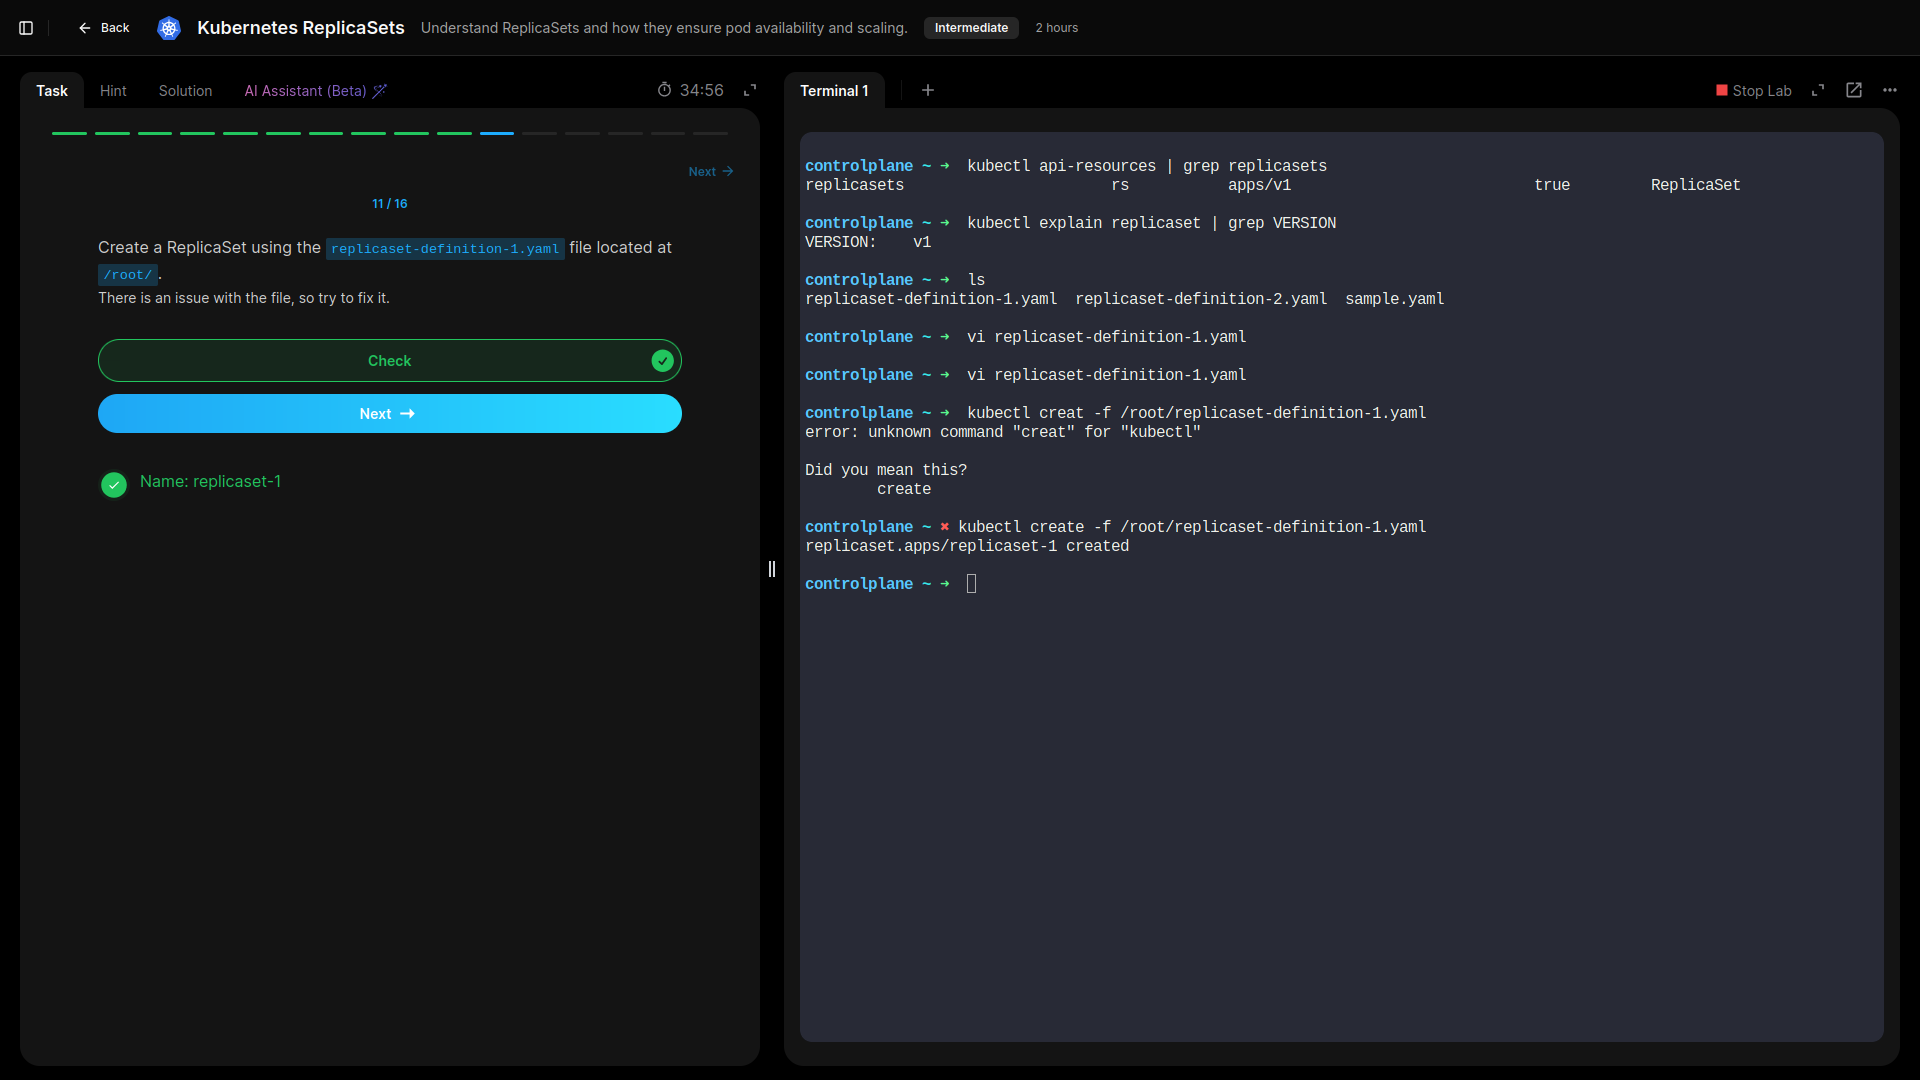 Back
Kubernetes ReplicaSets
Understand ReplicaSets and how they ensure pod availability and scaling.
Intermediate
2 hours
Task
Hint
Solution
AI Assistant (Beta)
34:56
Next
11 / 16
Create a ReplicaSet using the replicaset-definition-1.yaml file located at
/root/ .
There is an issue with the file, so try to fix it.
Check
Next
Name: replicaset-1
Terminal 1
Stop Lab
controlplane ~ ➜  kubectl api-resources | grep replicasets
replicasets                       rs           apps/v1                           true         ReplicaSet
controlplane ~ ➜  kubectl explain replicaset | grep VERSION
VERSION:    v1
controlplane ~ ➜  ls
replicaset-definition-1.yaml  replicaset-definition-2.yaml  sample.yaml
controlplane ~ ➜  vi replicaset-definition-1.yaml
controlplane ~ ➜  vi replicaset-definition-1.yaml
controlplane ~ ➜  kubectl creat -f /root/replicaset-definition-1.yaml
error: unknown command "creat" for "kubectl"
Did you mean this?
        create
controlplane ~ ✖ kubectl create -f /root/replicaset-definition-1.yaml
replicaset.apps/replicaset-1 created
controlplane ~ ➜